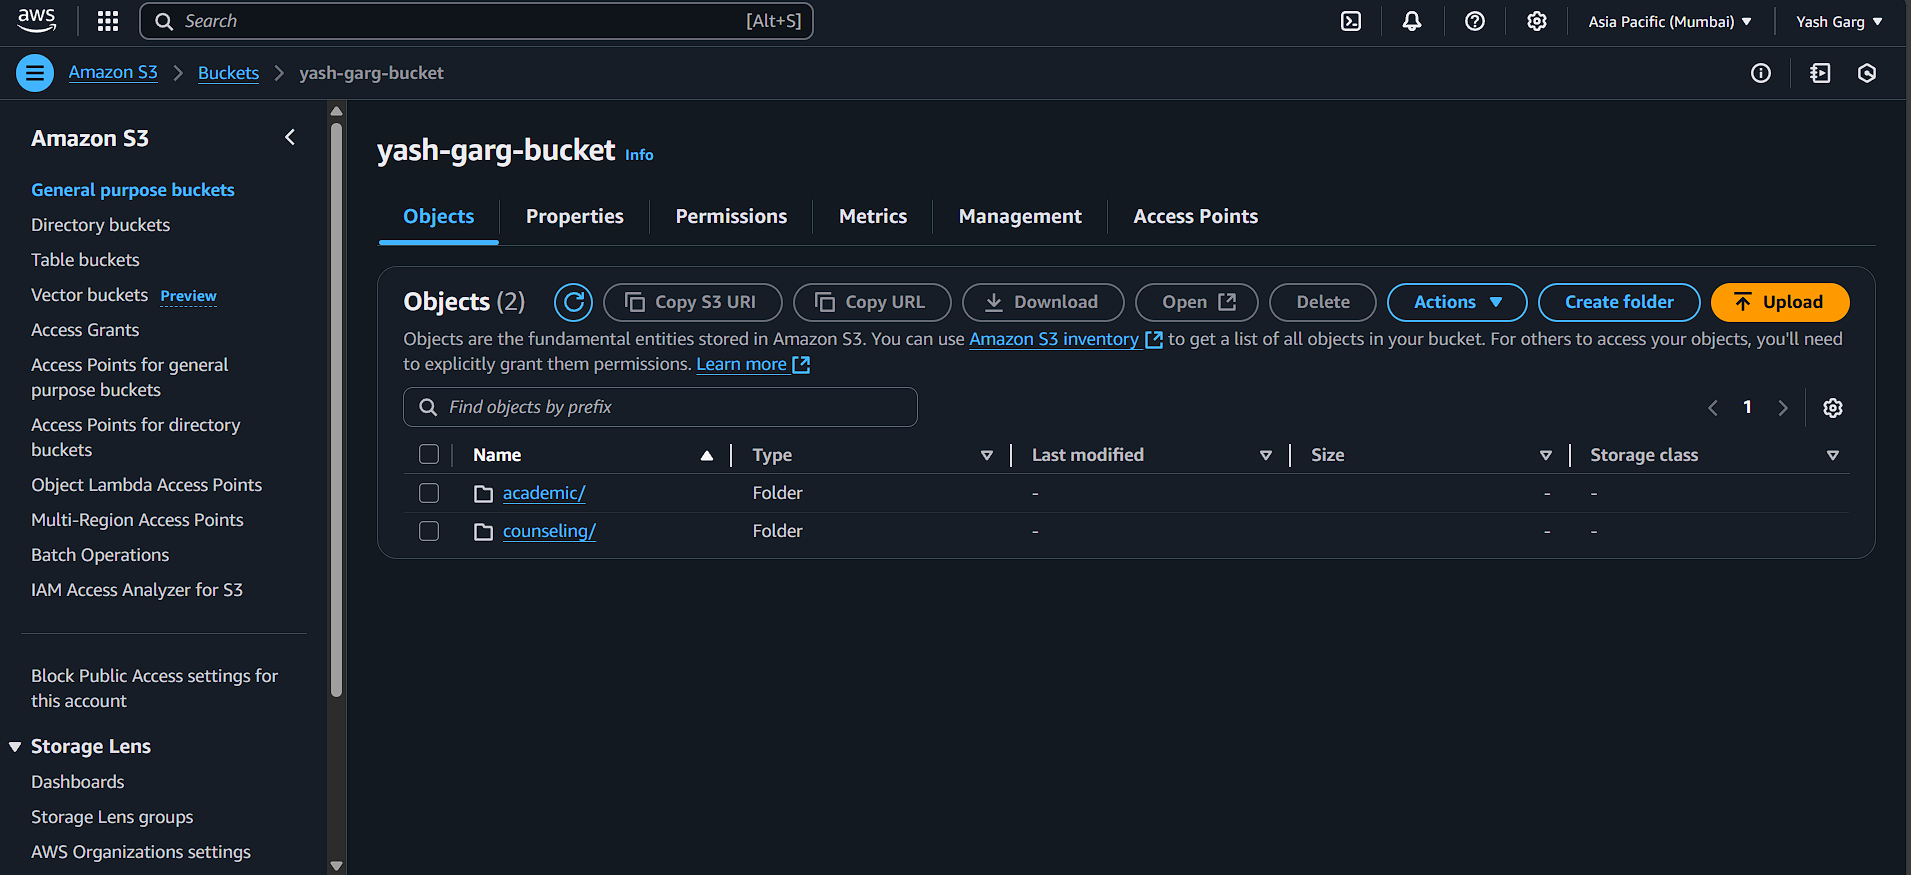 aws Search [Alt+S] Asia Pacific (Mumbai) Yash Garg
Amazon S3 Buckets yash-garg-bucket
Amazon S3
General purpose buckets
Directory buckets
Table buckets
Vector buckets Preview
Access Grants
Access Points for general
purpose buckets
Access Points for directory
buckets
Object Lambda Access Points
Multi-Region Access Points
Batch Operations
IAM Access Analyzer for S3
Block Public Access settings for
this account
Storage Lens
Dashboards
Storage Lens groups
AWS Organizations settings
yash-garg-bucket Info
Objects Properties Permissions Metrics Management Access Points
Objects (2) Copy S3 URI Copy URL Download Open Delete Actions Create folder Upload
Objects are the fundamental entities stored in Amazon S3. You can use Amazon S3 inventory to get a list of all objects in your bucket. For others to access your objects, you'll need
to explicitly grant them permissions. Learn more
Find objects by prefix 1
Name Type Last modified Size Storage class
academic/ Folder - - -
counseling/ Folder - - -